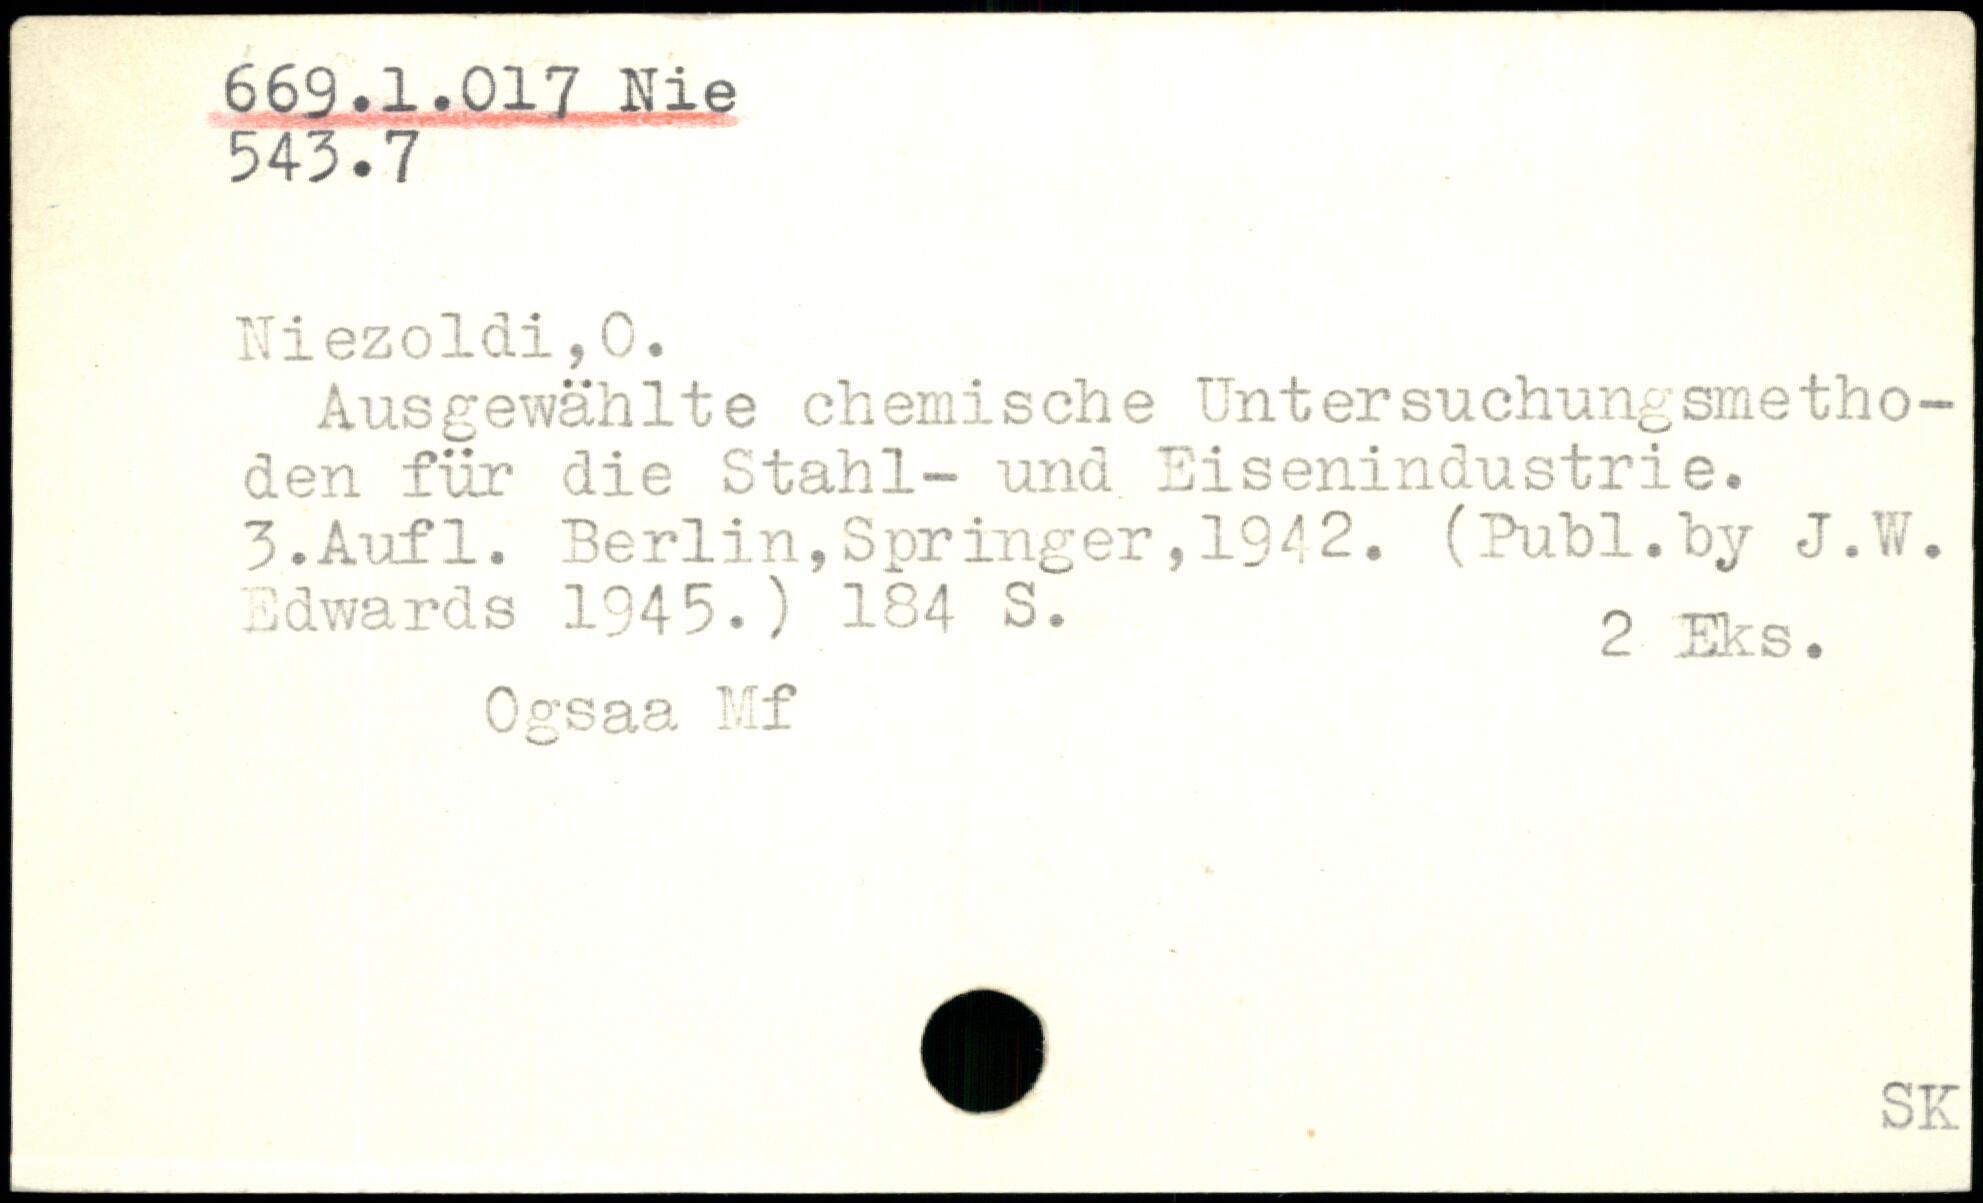 669.1.017 Nie
543.7
Niezoldi,O.
Ausgewählte chemische Untersuchungsmetho-
den für die Stahl- und Eisenindustrie.
3.Aufl. Berlin,Springer,1942. (Publ.by J.W.
Edwards 1945.) 184 S.
2 Eks.
Ogsaa Mf
SK